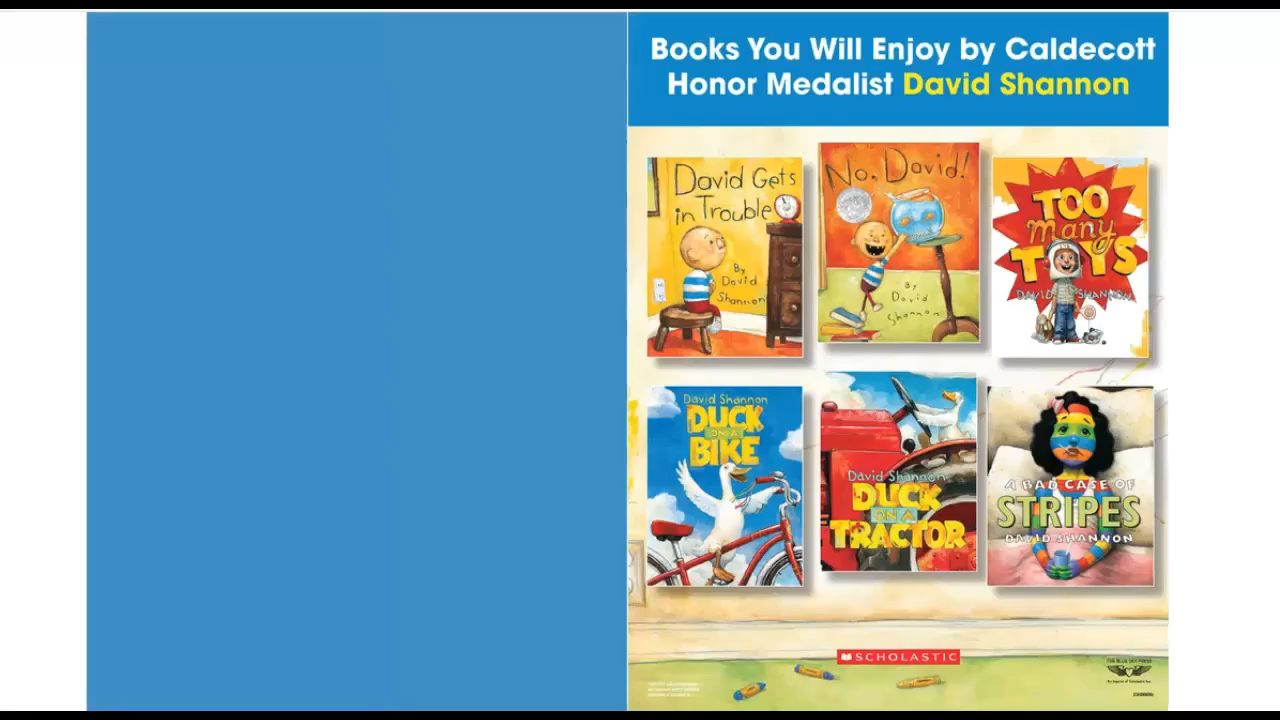 Books You Will Enjoy by Caldecott
Honor Medalist David Shannon
David Gets
in Trouble
By
David
Shannon
No, David!
By
David
Shannon
TOO
many
TOYS
DAVID SHANNON
David Shannon
DUCK
ON A
BIKE
David Shannon
DUCK
ON A
TRACTOR
A BAD CASE OF
STRIPES
DAVID SHANNON
SCHOLASTIC
THE BLUE SKY PRESS